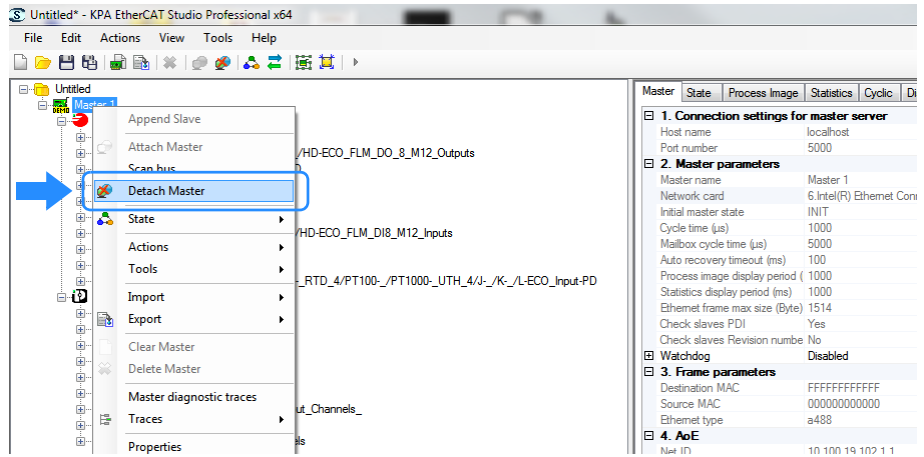 Untitled* - KPA EtherCAT Studio Professional x64
File Edit Actions View Tools Help
Untitled
Master 1
DEMO
Append Slave
Attach Master
_/HD-ECO_FLM_DO_8_M12_Outputs
Scan bus
Detach Master
State
/HD-ECO_FLM_DI8_M12_Inputs
Actions
Tools
-_RTD_4/PT100-_/PT1000-_UTH_4/J-_/K-_/L-ECO_Input-PD
Import
Export
Clear Master
Delete Master
Master diagnostic traces
ut_Channels_
Traces
els
Properties
Master State Process Image Statistics Cyclic Di
1. Connection settings for master server
Host name localhost
Port number 5000
2. Master parameters
Master name Master 1
Network card 6.Intel(R) Ethernet Conn
Initial master state INIT
Cycle time (µs) 1000
Mailbox cycle time (µs) 5000
Auto recovery timeout (ms) 100
Process image display period ( 1000
Statistics display period (ms) 1000
Ethernet frame max size (Byte) 1514
Check slaves PDI Yes
Check slaves Revision numbe No
Watchdog Disabled
3. Frame parameters
Destination MAC FFFFFFFFFFFF
Source MAC 000000000000
Ethernet type a488
4. AoE
Net ID 10.100.19.102.1.1